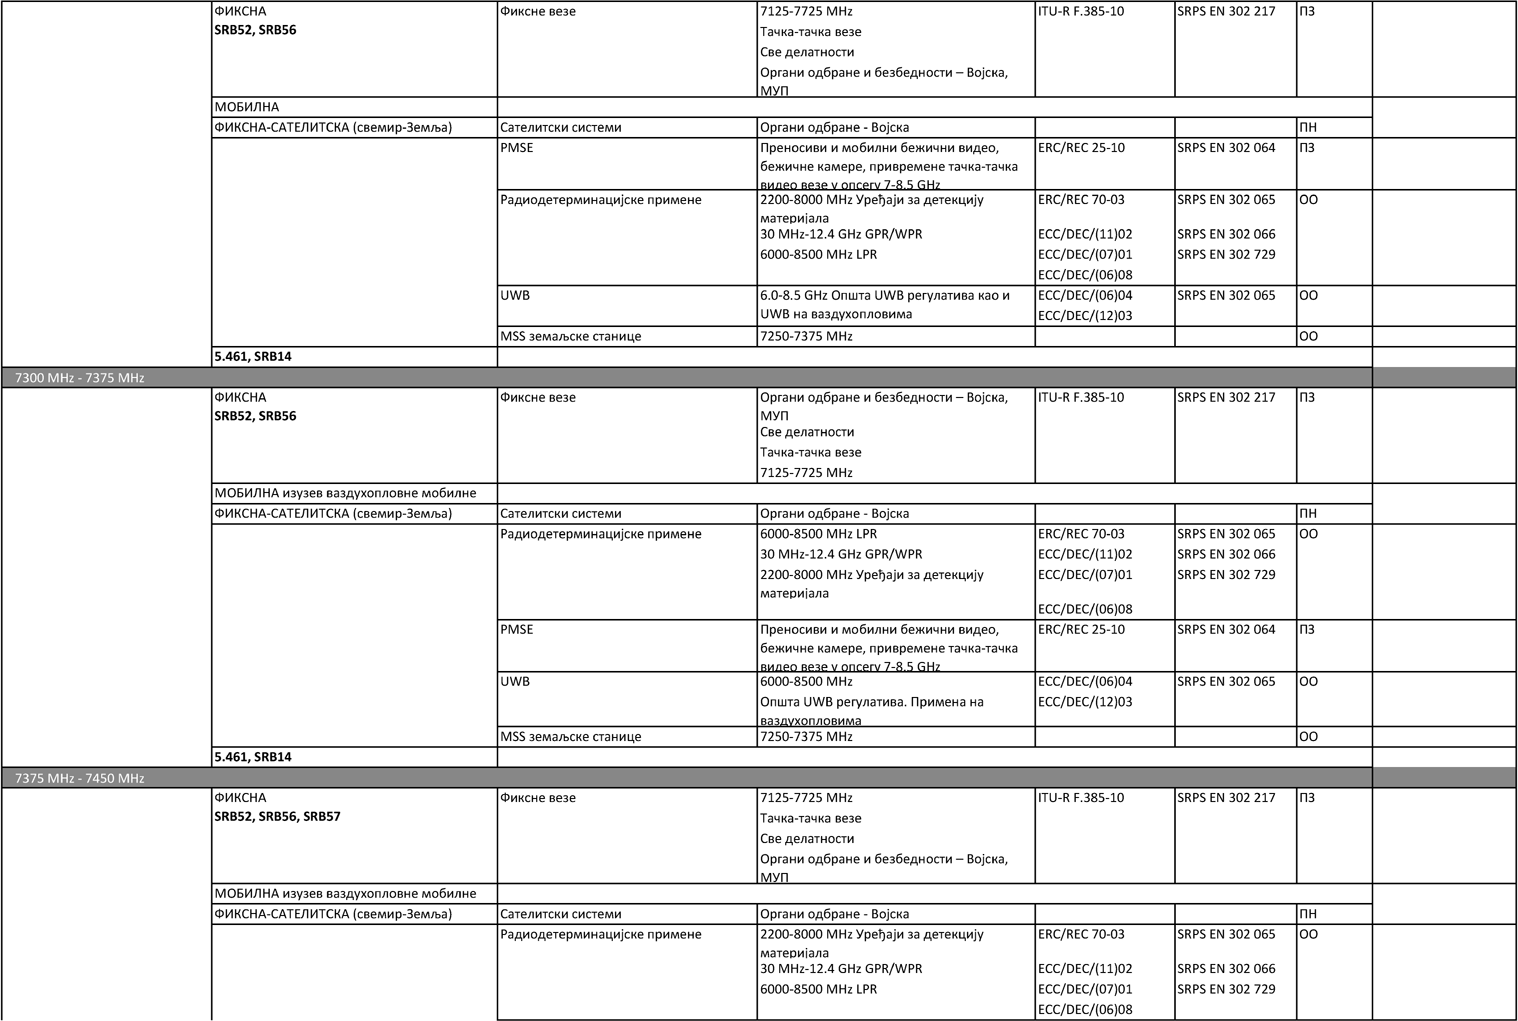 ФИКСНА Фиксне везе 7125-7725 MHz ITU-R F.385-10 SRPS EN 302 217 ПЗ
SRB52, SRB56 Тачка-тачка везе
Све делатности
Органи одбране и безбедности – Војска,
МУП
МОБИЛНА
ФИКСНА-САТЕЛИТСКА (свемир-Земља) Сателитски системи Органи одбране - Војска ПН
PMSE Преносиви и мобилни бежични видео, ERC/REC 25-10 SRPS EN 302 064 ПЗ
бежичне камере, привремене тачка-тачка
видео везе у опсегу 7-8.5 GHz
Радиодетерминацијске примене 2200-8000 MHz Уређаји за детекцију ERC/REC 70-03 SRPS EN 302 065 ОО
материјала
30 MHz-12.4 GHz GPR/WPR ECC/DEC/(11)02 SRPS EN 302 066
6000-8500 MHz LPR ECC/DEC/(07)01 SRPS EN 302 729
ECC/DEC/(06)08
UWB 6.0-8.5 GHz Општа UWB регулатива као и ECC/DEC/(06)04 SRPS EN 302 065 ОО
UWB на ваздухопловима ECC/DEC/(12)03
MSS земаљске станице 7250-7375 MHz ОО
5.461, SRB14
7300 MHz - 7375 MHz
ФИКСНА Фиксне везе Органи одбране и безбедности – Војска, ITU-R F.385-10 SRPS EN 302 217 ПЗ
SRB52, SRB56 МУП
Све делатности
Тачка-тачка везе
7125-7725 MHz
МОБИЛНА изузев ваздухопловне мобилне
ФИКСНА-САТЕЛИТСКА (свемир-Земља) Сателитски системи Органи одбране - Војска ПН
Радиодетерминацијске примене 6000-8500 MHz LPR ERC/REC 70-03 SRPS EN 302 065 ОО
30 MHz-12.4 GHz GPR/WPR ECC/DEC/(11)02 SRPS EN 302 066
2200-8000 MHz Уређаји за детекцију ECC/DEC/(07)01 SRPS EN 302 729
материјала
ECC/DEC/(06)08
PMSE Преносиви и мобилни бежични видео, ERC/REC 25-10 SRPS EN 302 064 ПЗ
бежичне камере, привремене тачка-тачка
видео везе у опсегу 7-8.5 GHz
UWB 6000-8500 MHz ECC/DEC/(06)04 SRPS EN 302 065 ОО
Општа UWB регулатива. Примена на ECC/DEC/(12)03
ваздухопловима
MSS земаљске станице 7250-7375 MHz ОО
5.461, SRB14
7375 MHz - 7450 MHz
ФИКСНА Фиксне везе 7125-7725 MHz ITU-R F.385-10 SRPS EN 302 217 ПЗ
SRB52, SRB56, SRB57 Тачка-тачка везе
Све делатности
Органи одбране и безбедности – Војска,
МУП
МОБИЛНА изузев ваздухопловне мобилне
ФИКСНА-САТЕЛИТСКА (свемир-Земља) Сателитски системи Органи одбране - Војска ПН
Радиодетерминацијске примене 2200-8000 MHz Уређаји за детекцију ERC/REC 70-03 SRPS EN 302 065 ОО
материјала
30 MHz-12.4 GHz GPR/WPR ECC/DEC/(11)02 SRPS EN 302 066
6000-8500 MHz LPR ECC/DEC/(07)01 SRPS EN 302 729
ECC/DEC/(06)08